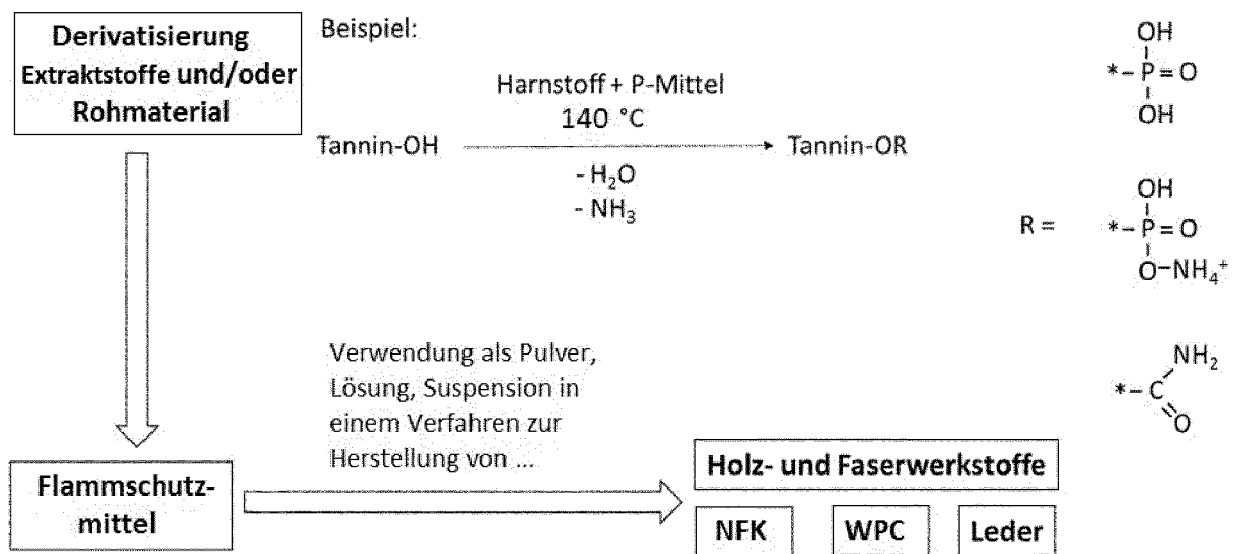 Derivatisierung
Extraktstoffe und/oder
Rohmaterial
Beispiel:
Harnstoff + P-Mittel
140 °C
Tannin-OH
Tannin-OR
- H₂O
- NH₃
R =
OH
*– P = O
OH
OH
*– P = O
O–NH₄⁺
NH₂
*– C
O
Verwendung als Pulver,
Lösung, Suspension in
einem Verfahren zur
Herstellung von ...
Flammschutz-
mittel
Holz- und Faserwerkstoffe
NFK
WPC
Leder